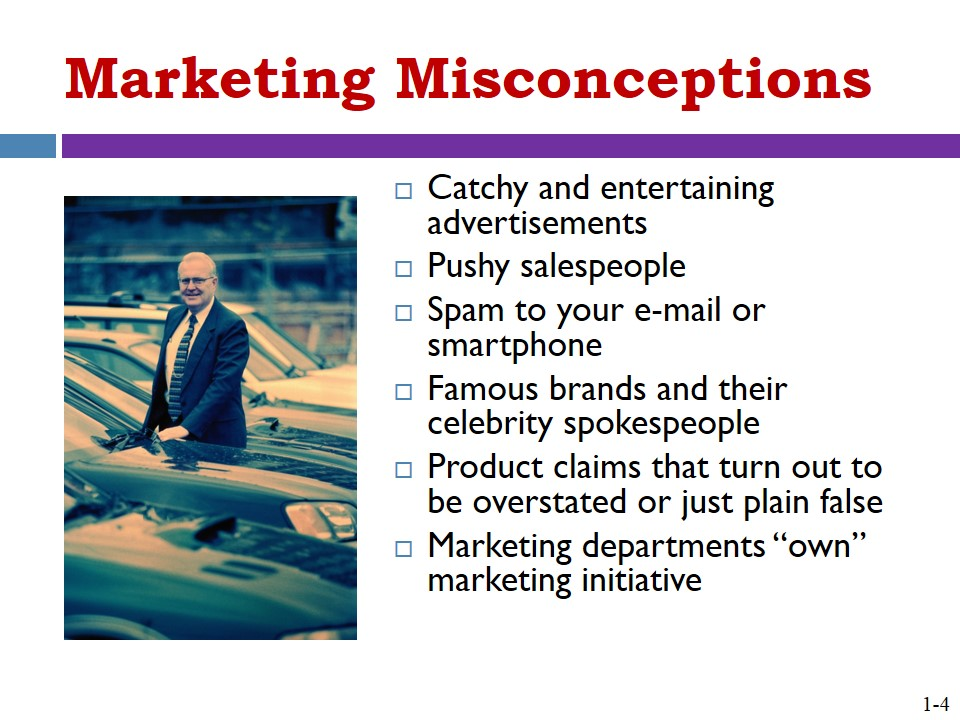 Marketing Misconceptions
Catchy and entertaining
advertisements
Pushy salespeople
Spam to your e-mail or
smartphone
Famous brands and their
celebrity spokespeople
Product claims that turn out to
be overstated or just plain false
Marketing departments “own”
marketing initiative
1-4